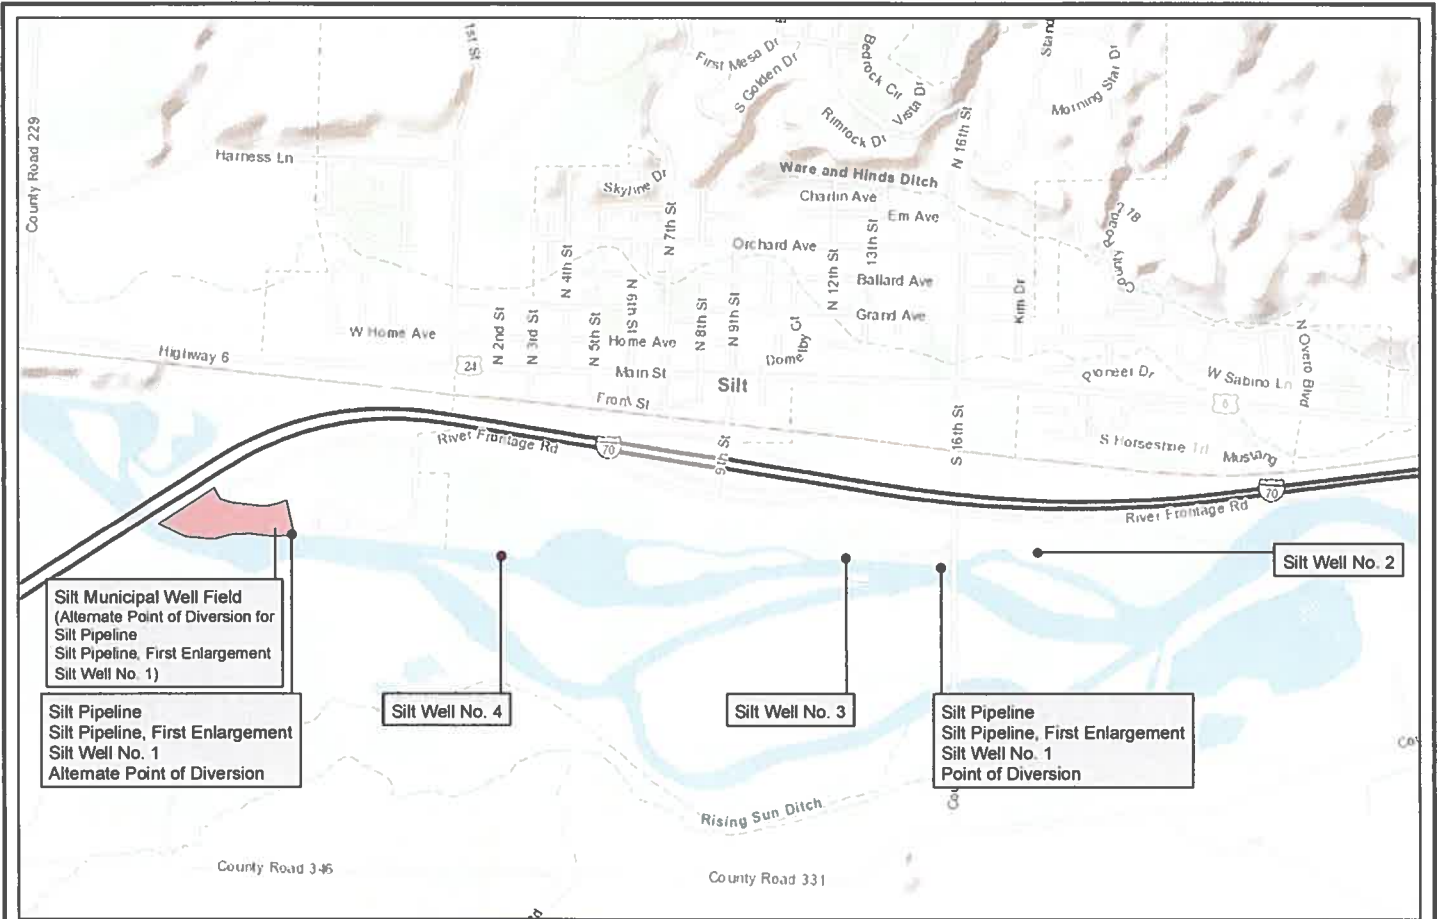 1st St
First Mesa Dr
S Golden Dr
Bedrock Cir
Vista Dr
Rimrock Dr
N 16th St
Morning Star Dr
County Road 229
Harness Ln
Ware and Hinds Ditch
Skyline Dr
Charlin Ave
Em Ave
N 7th St
Orchard Ave
13th St
N 4th St
N 12th St
Ballard Ave
County Road 218
N 6th St
N 8th St
N 9th St
Grand Ave
Kim Dr
N 2nd St
N 3rd St
N 5th St
W Home Ave
Home Ave
Highway 6
24
Main St
Silt
Front St
Pioneer Dr
W Sabino Ln
N Overo Blvd
6
River Frontage Rd
70
9th St
S 16th St
S Horseshoe Trl
Mustang
70
River Frontage Rd
Silt Well No. 2
Silt Municipal Well Field
(Alternate Point of Diversion for
Silt Pipeline
Silt Pipeline, First Enlargement
Silt Well No. 1)
Silt Pipeline
Silt Pipeline, First Enlargement
Silt Well No. 1
Alternate Point of Diversion
Silt Well No. 4
Silt Well No. 3
Silt Pipeline
Silt Pipeline, First Enlargement
Silt Well No. 1
Point of Diversion
Rising Sun Ditch
County Road 346
County Road 331